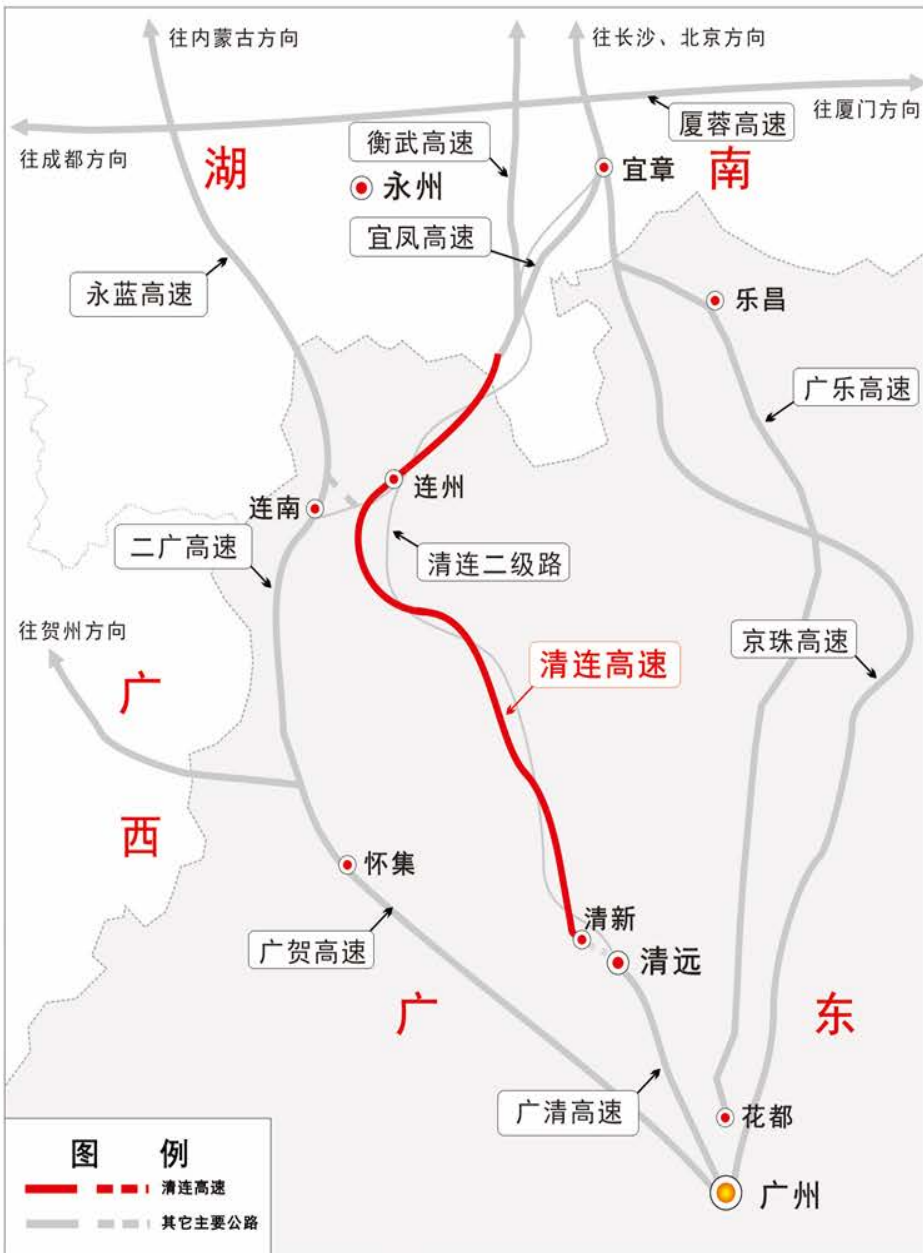 往内蒙古方向
往长沙、北京方向
厦蓉高速
往厦门方向
往成都方向
湖
衡武高速
宜章
南
永州
宜凤高速
永蓝高速
乐昌
广乐高速
连州
连南
二广高速
清连二级路
往贺州方向
清连高速
京珠高速
广
西
怀集
清新
广贺高速
清远
广
东
广清高速
花都
图 例
清连高速
其它主要公路
广州